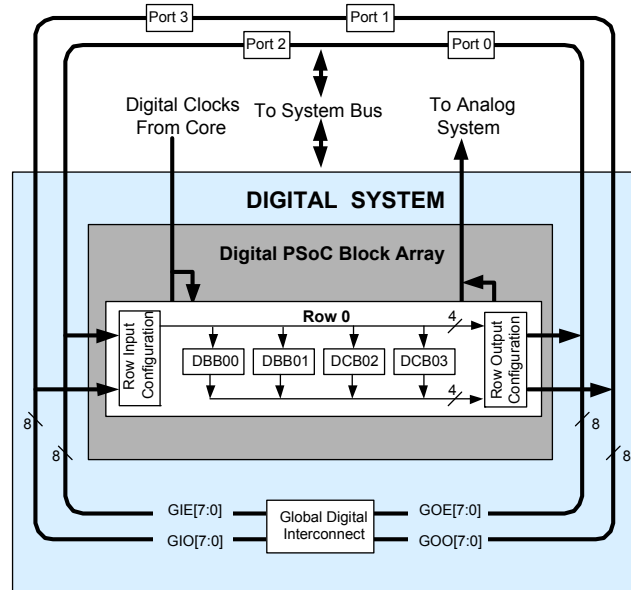 Port 3
Port 1
Port 2
Port 0
Digital Clocks
From Core
To System Bus
To Analog
System
DIGITAL SYSTEM
Digital PSoC Block Array
Row Input
Configuration
Row 0
4
DBB00
DBB01
DCB02
DCB03
4
Row Output
Configuration
8
8
8
8
GIE[7:0]
GIO[7:0]
Global Digital
Interconnect
GOE[7:0]
GOO[7:0]